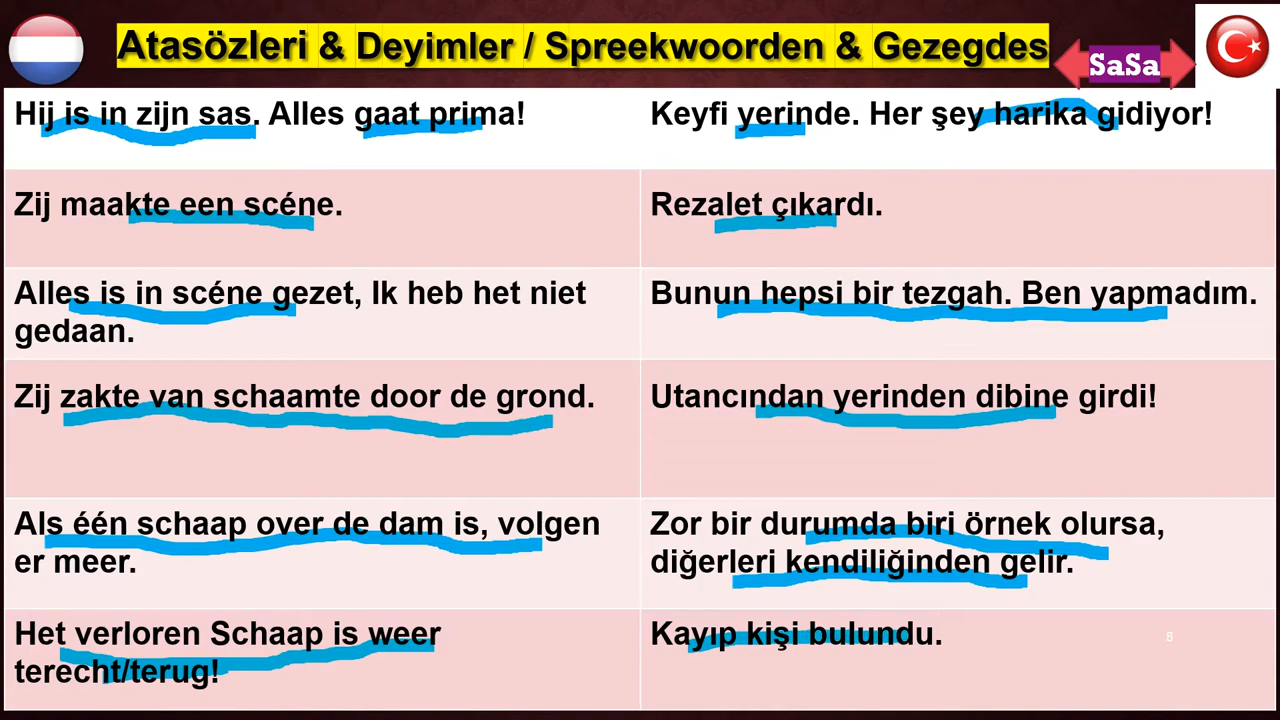 Atasözleri & Deyimler / Spreekwoorden & Gezegdes
SaSa
Hij is in zijn sas. Alles gaat prima!
Keyfi yerinde. Her şey harika gidiyor!
Zij maakte een scéne.
Rezalet çıkardı.
Alles is in scéne gezet, Ik heb het niet
gedaan.
Bunun hepsi bir tezgah. Ben yapmadım.
Zij zakte van schaamte door de grond.
Utancından yerinden dibine girdi!
Als één schaap over de dam is, volgen
er meer.
Zor bir durumda biri örnek olursa,
diğerleri kendiliğinden gelir.
Het verloren Schaap is weer
terecht/terug!
Kayıp kişi bulundu.
8